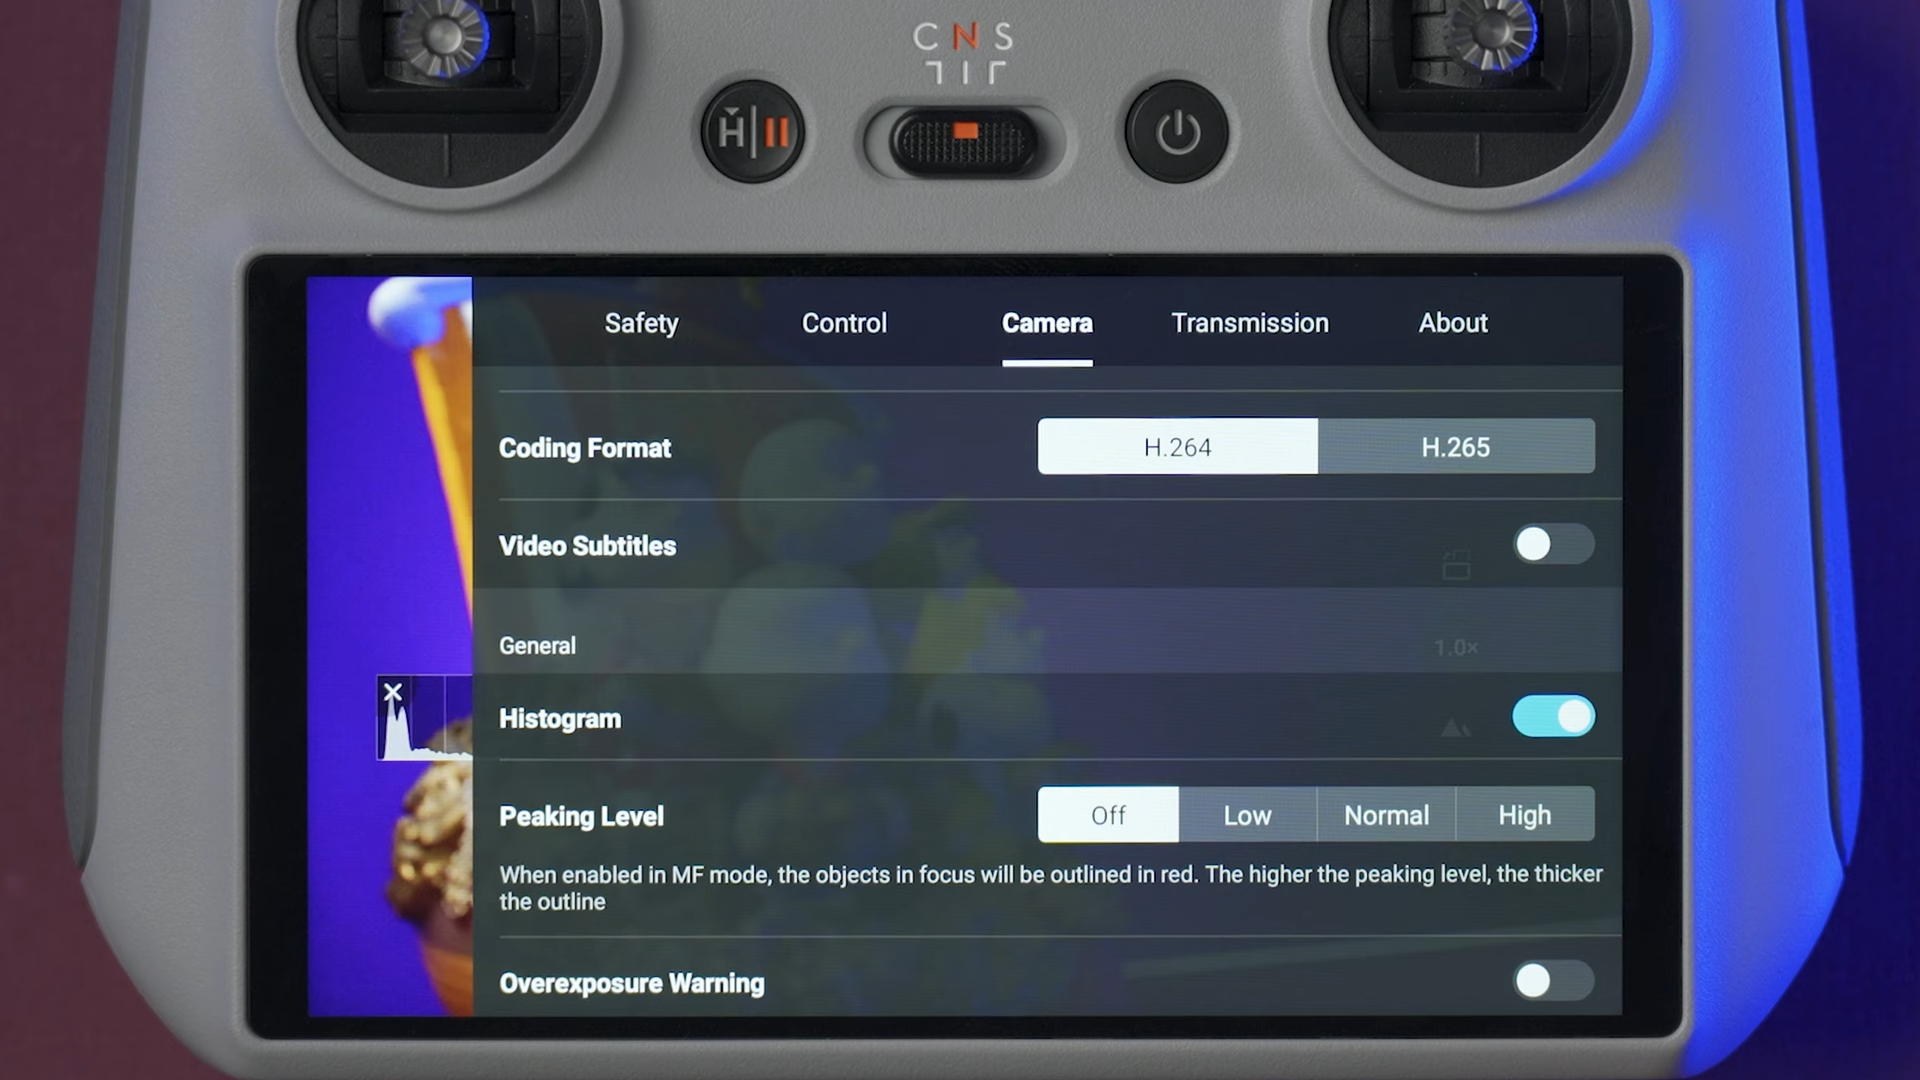 C N S
H
Safety Control Camera Transmission About
Coding Format H.264 H.265
Video Subtitles
General
1.0×
Histogram
Peaking Level Off Low Normal High
When enabled in MF mode, the objects in focus will be outlined in red. The higher the peaking level, the thicker
the outline
Overexposure Warning